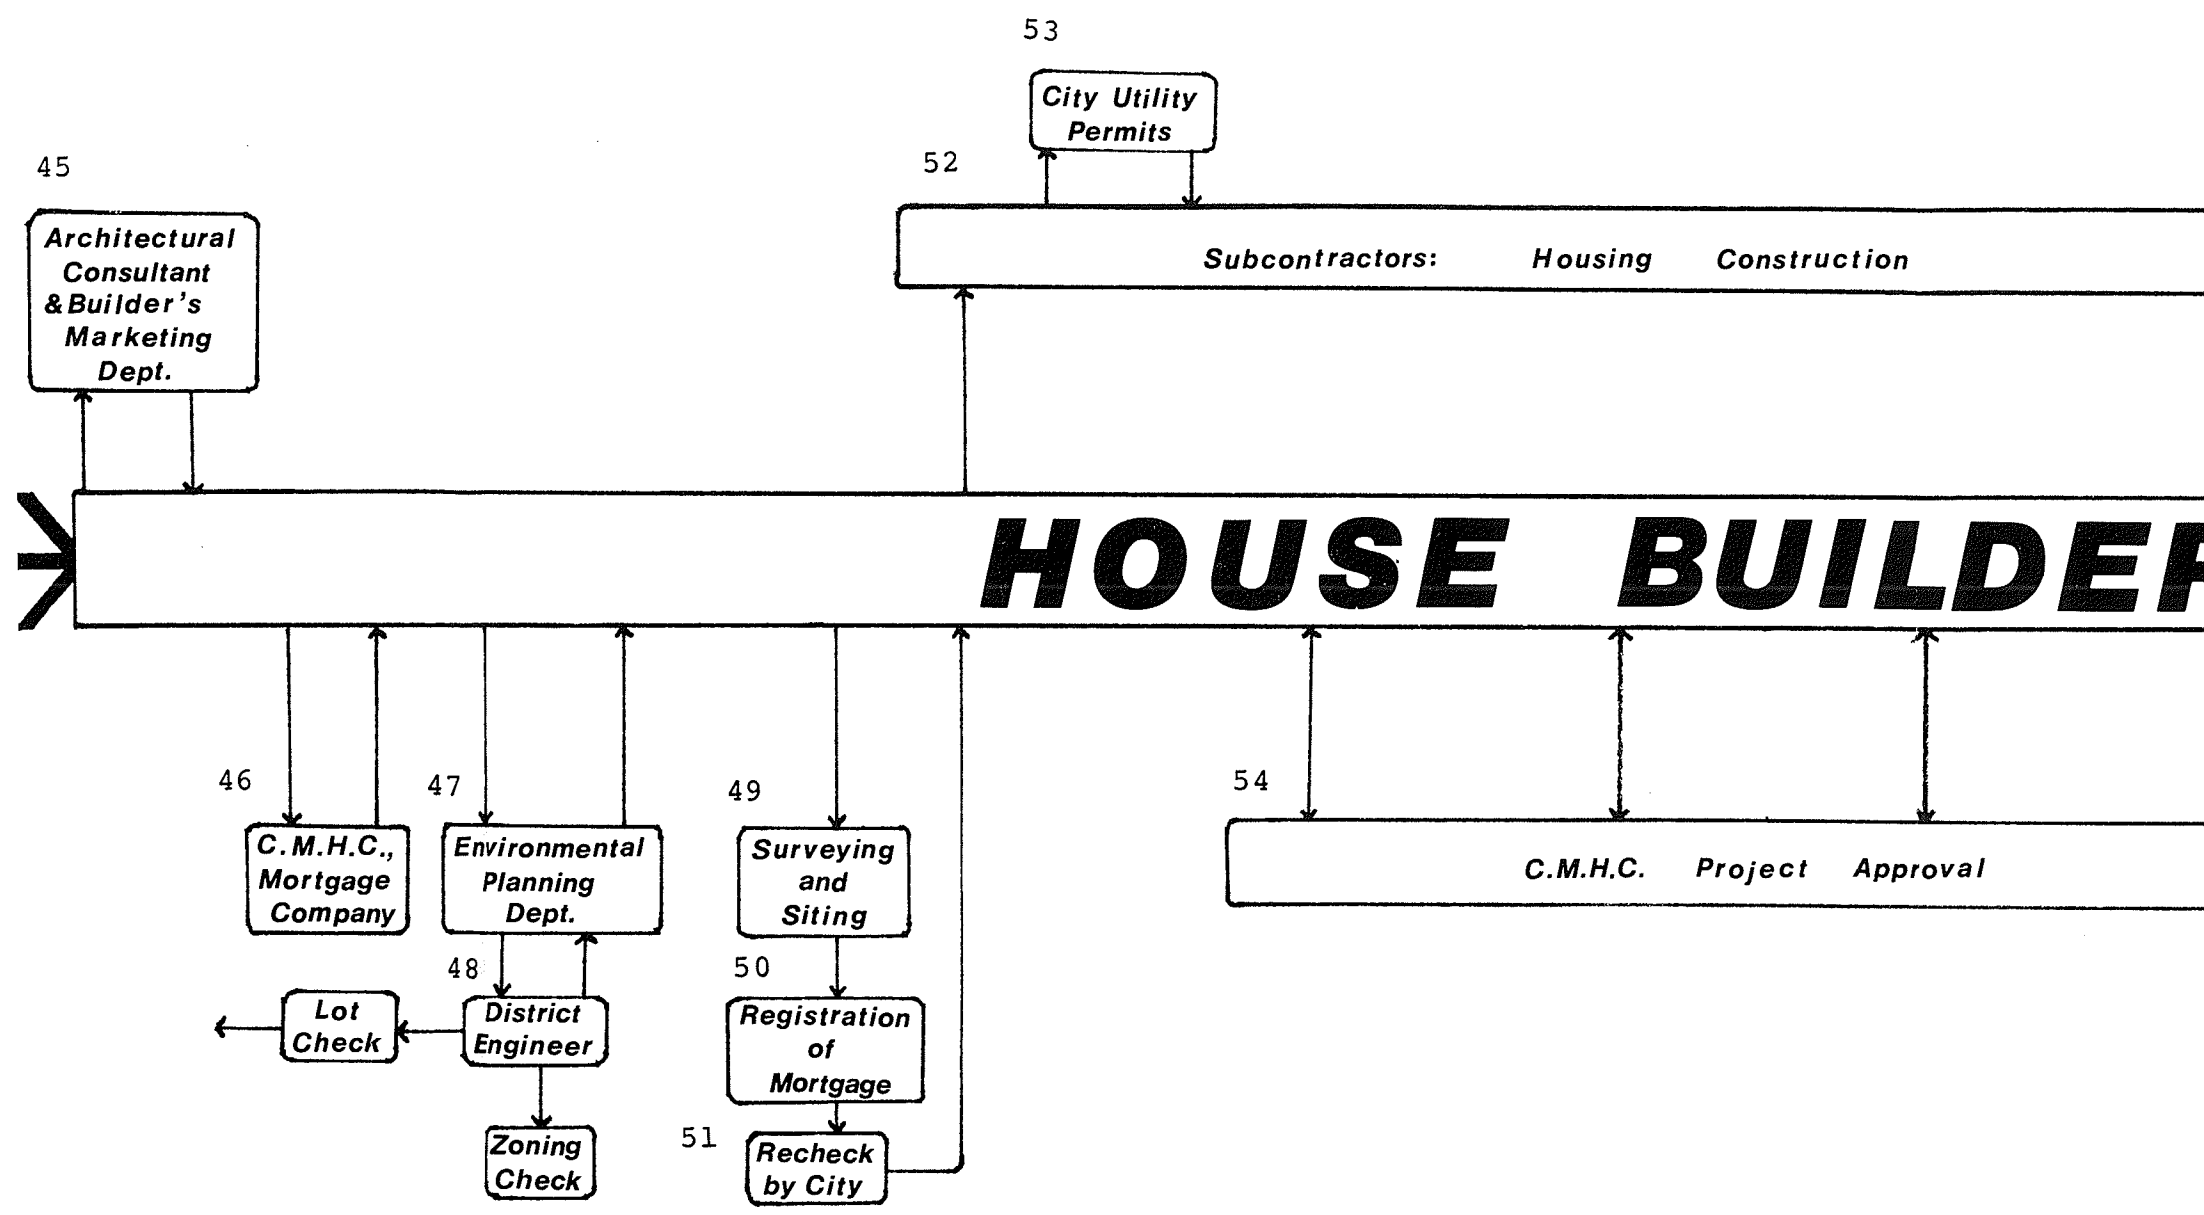 53
City Utility
Permits
52
45
Architectural
Consultant
&Builder's
Marketing
Dept.
Subcontractors: Housing Construction
HOUSE BUILDER
46
C.M.H.C.,
Mortgage
Company
47
Environmental
Planning
Dept.
48
District
Engineer
Lot
Check
Zoning
Check
49
Surveying
and
Siting
50
Registration
of
Mortgage
51
Recheck
by City
54
C.M.H.C. Project Approval